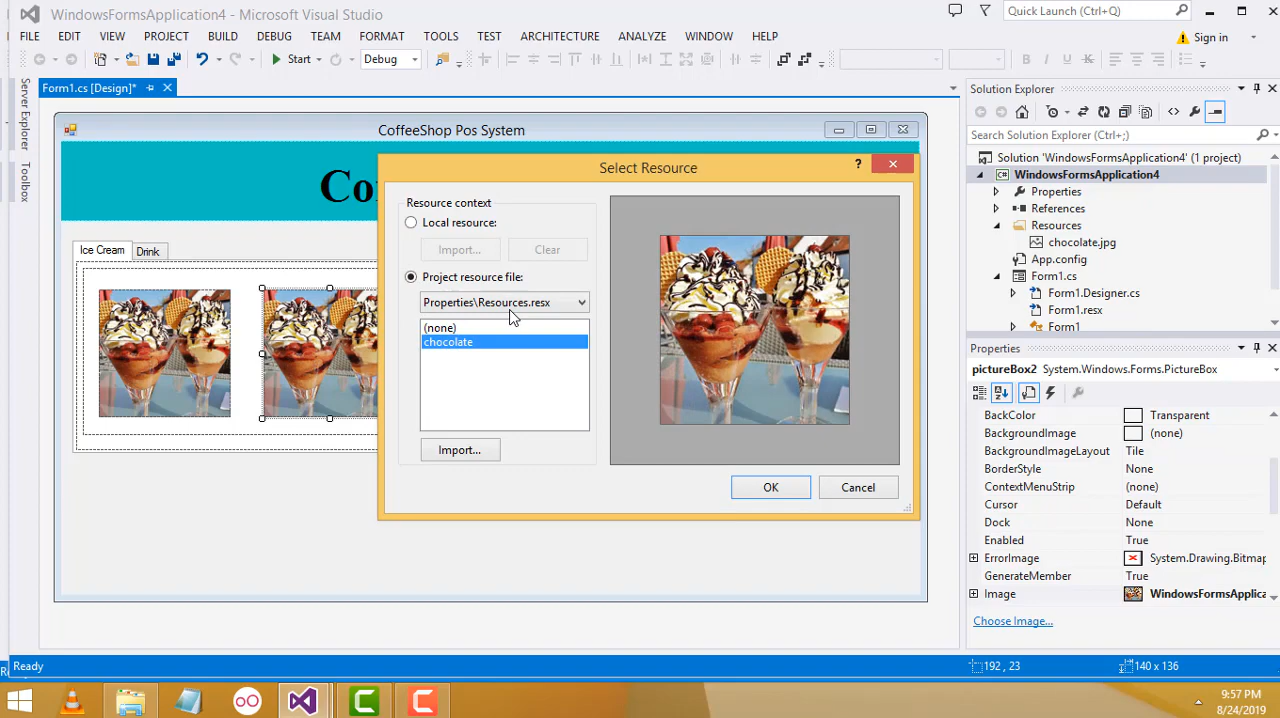 WindowsFormsApplication4 - Microsoft Visual Studio
Quick Launch (Ctrl+Q)
FILE EDIT VIEW PROJECT BUILD DEBUG TEAM FORMAT TOOLS TEST ARCHITECTURE ANALYZE WINDOW HELP
Sign in
Start Debug
Server Explorer
Toolbox
Form1.cs [Design]*
CoffeeShop Pos System
Co
Ice Cream Drink
Select Resource
?
Resource context
Local resource:
Import... Clear
Project resource file:
Properties\Resources.resx
(none)
chocolate
Import...
OK Cancel
Solution Explorer
Search Solution Explorer (Ctrl+;)
Solution 'WindowsFormsApplication4' (1 project)
C# WindowsFormsApplication4
Properties
References
Resources
chocolate.jpg
App.config
Form1.cs
Form1.Designer.cs
Form1.resx
Form1
Properties
pictureBox2 System.Windows.Forms.PictureBox
BackColor Transparent
BackgroundImage (none)
BackgroundImageLayout Tile
BorderStyle None
ContextMenuStrip (none)
Cursor Default
Dock None
Enabled True
ErrorImage System.Drawing.Bitmap
GenerateMember True
Image WindowsFormsApplica
Choose Image...
Ready
192 , 23
140 x 136
9:57 PM
8/24/2019